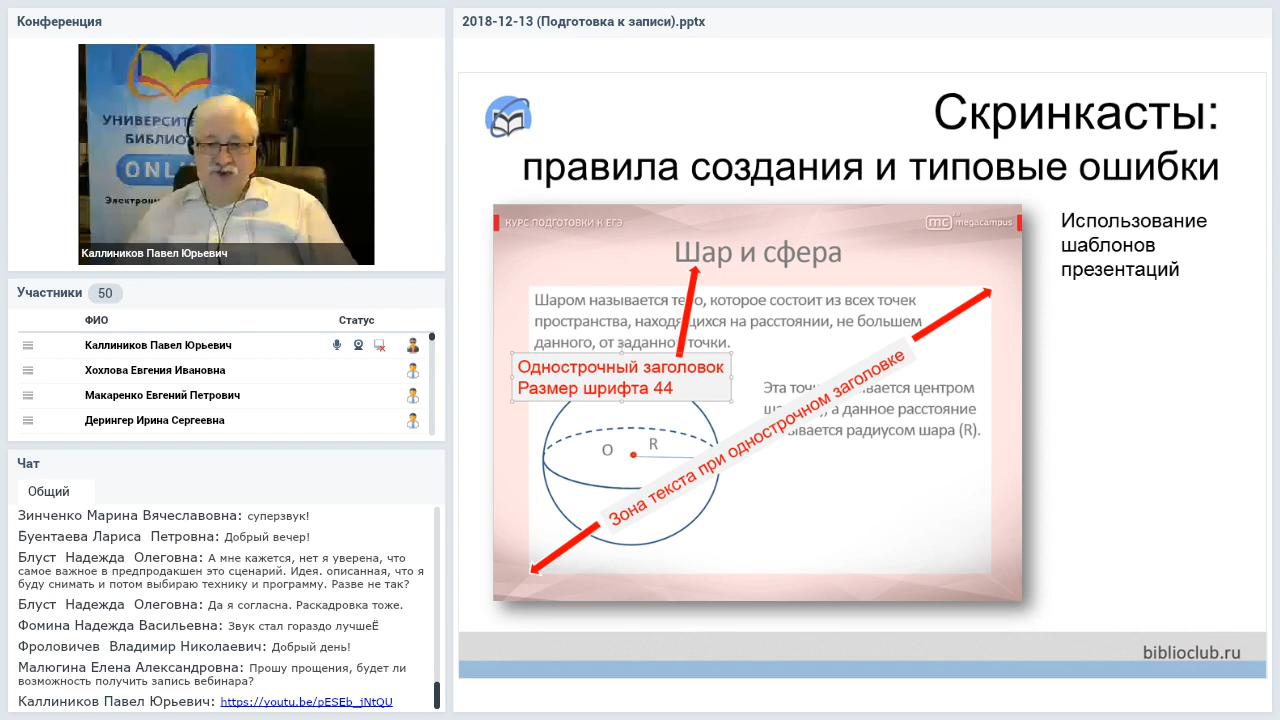 Конференция
УНИВЕРСИТЕ
БИБЛИО
ONL
Электронн
Каллиников Павел Юрьевич
Участники 50
ФИО Статус
Каллиников Павел Юрьевич
Хохлова Евгения Ивановна
Макаренко Евгений Петрович
Дерингер Ирина Сергеевна
Чат
Общий
Зинченко Марина Вячеславовна: суперзвук!
Буентаева Лариса Петровна: Добрый вечер!
Блуст Надежда Олеговна: А мне кажется, нет я уверена, что
самое важное в предпродакшен это сценарий. Идея. описанная, что я
буду снимать и потом выбираю технику и программу. Разве не так?
Блуст Надежда Олеговна: Да я согласна. Раскадровка тоже.
Фомина Надежда Васильевна: Звук стал гораздо лучшеЁ
Фроловичев Владимир Николаевич: Добрый день!
Малюгина Елена Александровна: Прошу прощения, будет ли
возможность получить запись вебинара?
Каллиников Павел Юрьевич: https://youtu.be/pESEb_jNtQU
2018-12-13 (Подготовка к записи).pptx
Скринкасты:
правила создания и типовые ошибки
КУРС ПОДГОТОВКИ К ЕГЭ
mc megacampus
Шар и сфера
Шаром называется тело, которое состоит из всех точек
пространства, находящихся на расстоянии, не большем
данного, от заданной точки.
Однострочный заголовок
Размер шрифта 44
Эта точка называется центром
а данное расстояние
называется радиусом шара (R).
Зона текста при однострочном заголовке
O
R
Использование
шаблонов
презентаций
biblioclub.ru